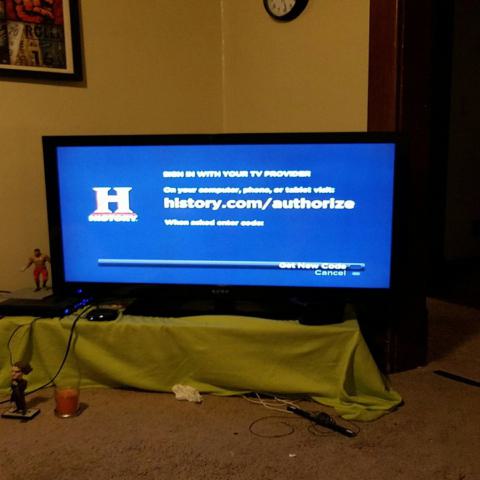 SIGN IN WITH YOUR TV PROVIDER
On your computer, phone, or tablet visit:
history.com/authorize
H
HISTORY
When asked enter code:
Get New Code
Cancel